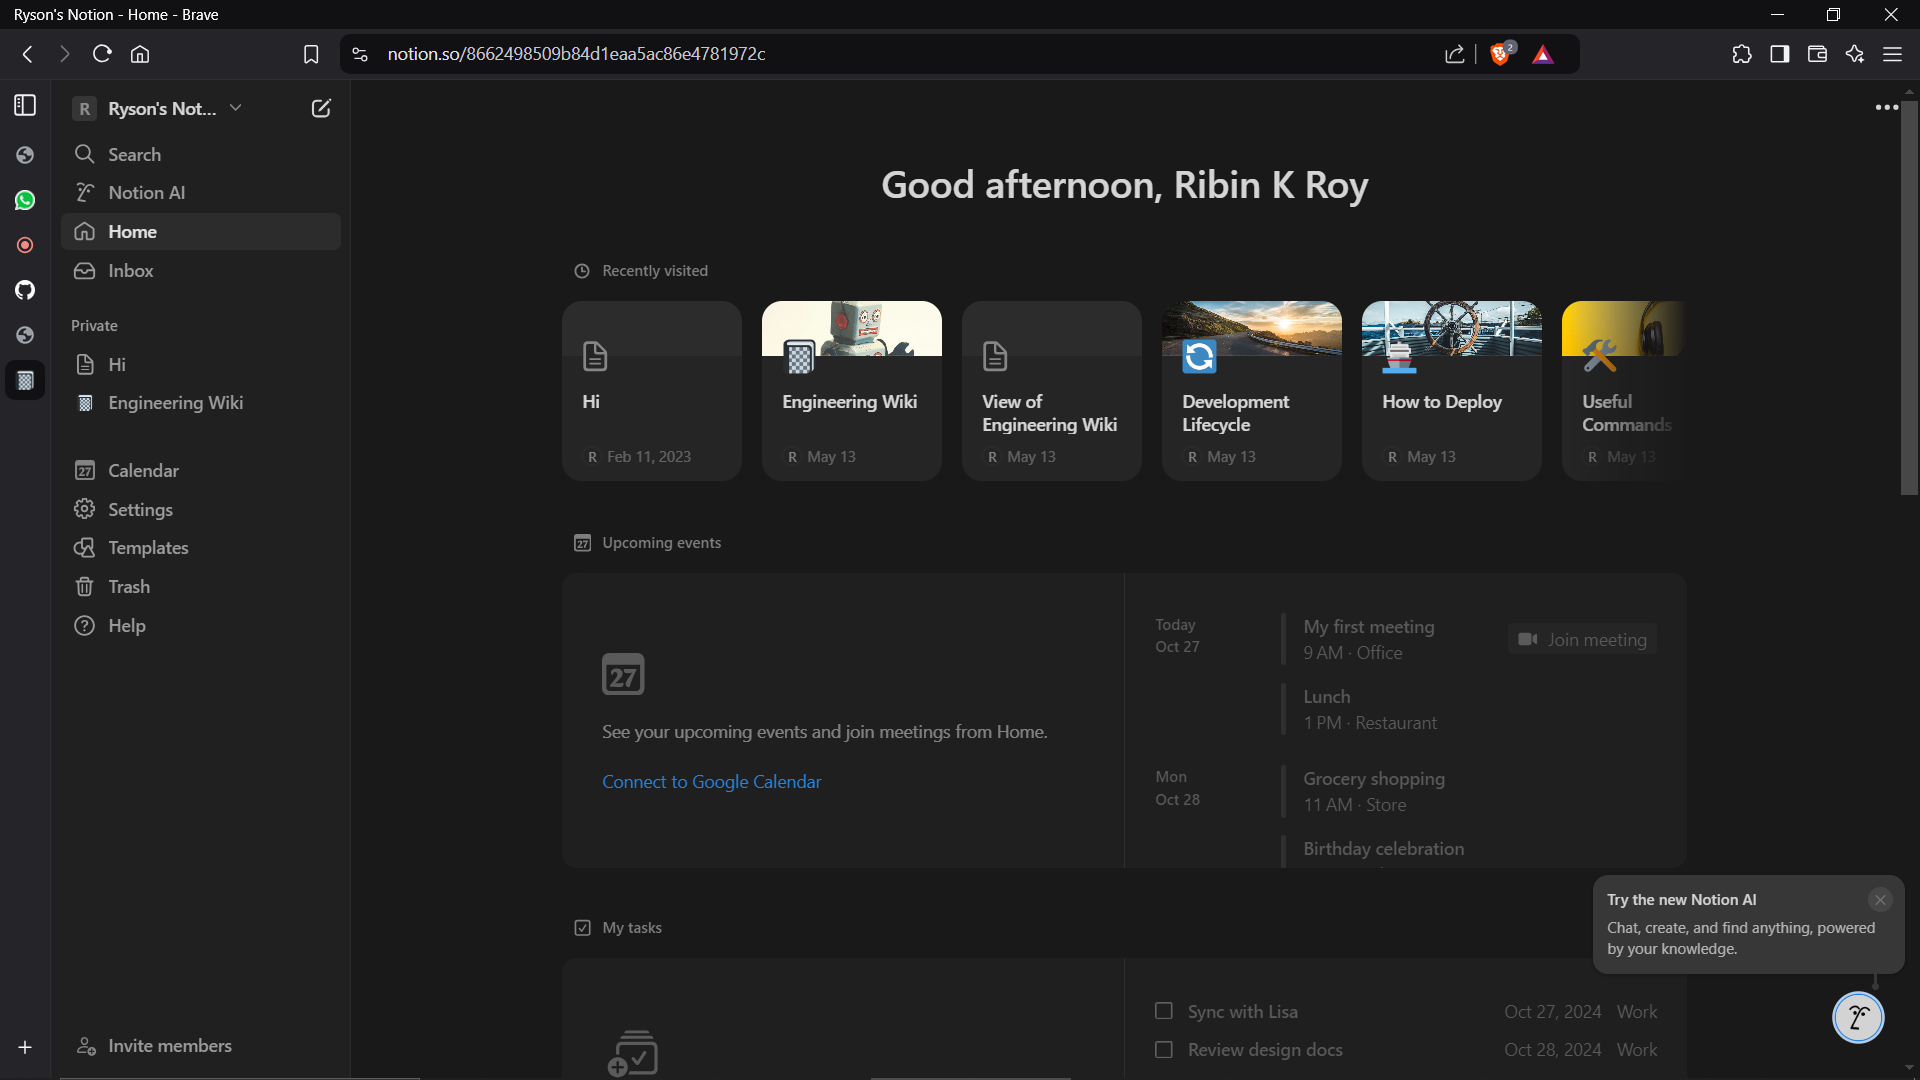 Ryson's Notion - Home - Brave
notion.so/8662498509b84d1eaa5ac86e4781972c
2
R Ryson's Not...
Search
Notion AI
Home
Inbox
Private
Hi
Engineering Wiki
27 Calendar
Settings
Templates
Trash
Help
Invite members
Good afternoon, Ribin K Roy
Recently visited
Hi
R Feb 11, 2023
Engineering Wiki
R May 13
View of
Engineering Wiki
R May 13
Development
Lifecycle
R May 13
How to Deploy
R May 13
Useful
Commands
R May 13
27 Upcoming events
27
See your upcoming events and join meetings from Home.
Connect to Google Calendar
Today
Oct 27
My first meeting
9 AM · Office
Join meeting
Lunch
1 PM · Restaurant
Mon
Oct 28
Grocery shopping
11 AM · Store
Birthday celebration
My tasks
Sync with Lisa Oct 27, 2024 Work
Review design docs Oct 28, 2024 Work
Try the new Notion AI
Chat, create, and find anything, powered
by your knowledge.